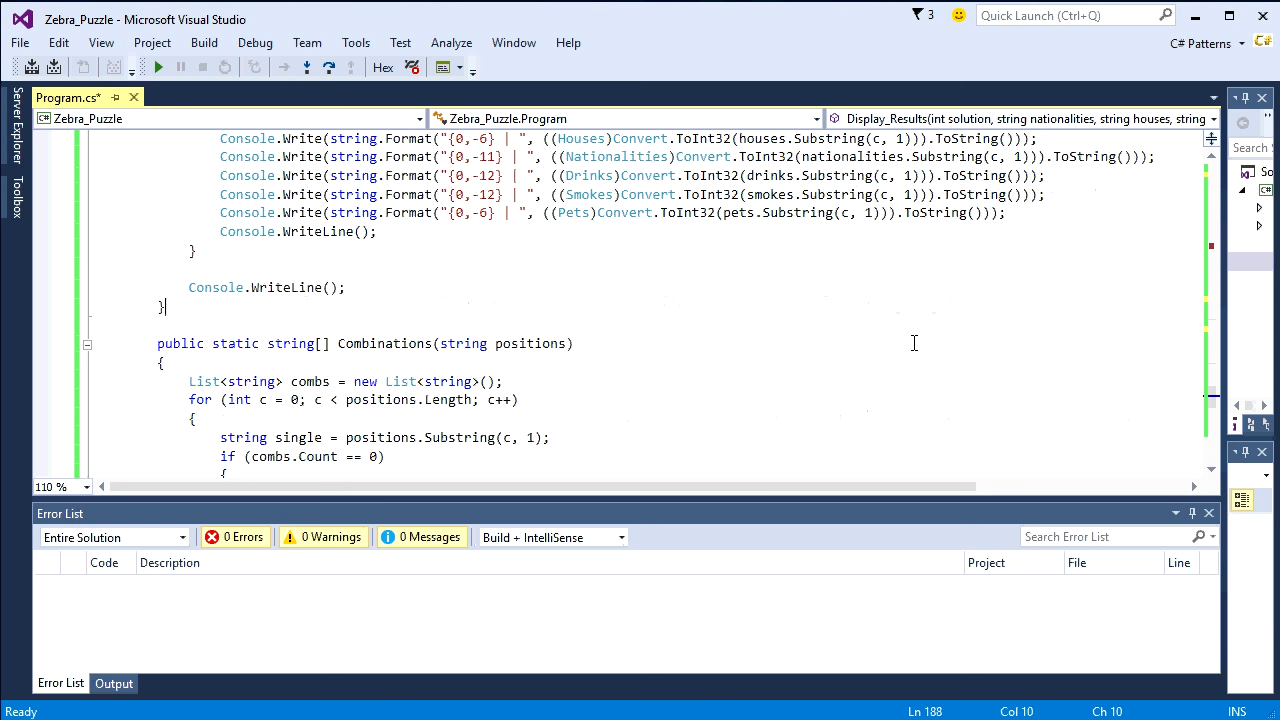 Zebra_Puzzle - Microsoft Visual Studio
3
Quick Launch (Ctrl+Q)
File Edit View Project Build Debug Team Tools Test Analyze Window Help
C# Patterns
Hex
Server Explorer
Toolbox
Program.cs*
Zebra_Puzzle
Zebra_Puzzle.Program
Display_Results(int solution, string nationalities, string houses, string
Console.Write(string.Format("{0,-6} | ", ((Houses)Convert.ToInt32(houses.Substring(c, 1))).ToString()));
Console.Write(string.Format("{0,-11} | ", ((Nationalities)Convert.ToInt32(nationalities.Substring(c, 1))).ToString()));
Console.Write(string.Format("{0,-12} | ", ((Drinks)Convert.ToInt32(drinks.Substring(c, 1))).ToString()));
Console.Write(string.Format("{0,-12} | ", ((Smokes)Convert.ToInt32(smokes.Substring(c, 1))).ToString()));
Console.Write(string.Format("{0,-6} | ", ((Pets)Convert.ToInt32(pets.Substring(c, 1))).ToString()));
Console.WriteLine();
}
Console.WriteLine();
}
public static string[] Combinations(string positions)
{
List<string> combs = new List<string>();
for (int c = 0; c < positions.Length; c++)
{
string single = positions.Substring(c, 1);
if (combs.Count == 0)
{
110 %
Search
So
C#
Error List
Entire Solution
0 Errors
0 Warnings
0 Messages
Build + IntelliSense
Search Error List
Code Description Project File Line
Error List Output
Ready Ln 188 Col 10 Ch 10 INS